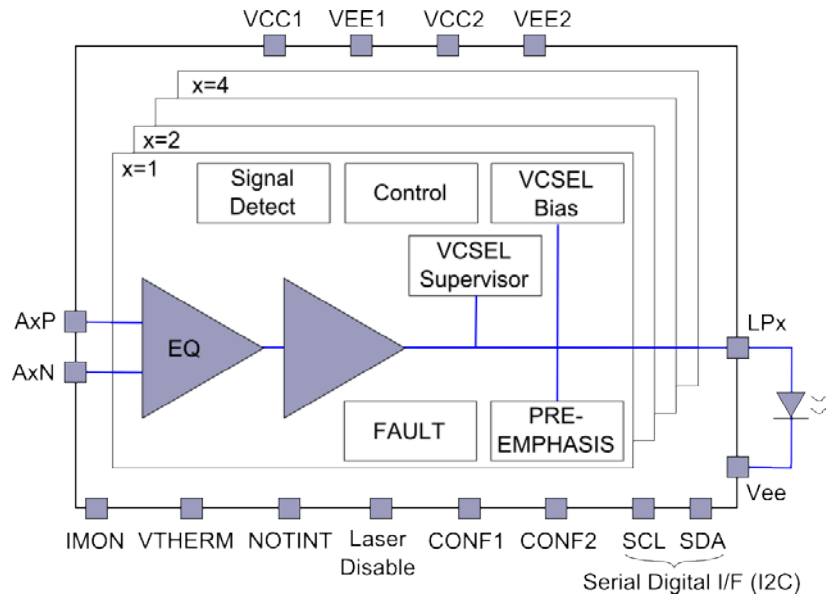 VCC1 VEE1 VCC2 VEE2
x=4
x=2
x=1
Signal
Detect
Control
VCSEL
Bias
VCSEL
Supervisor
AxP
AxN
EQ
LPx
FAULT
PRE-
EMPHASIS
Vee
IMON VTHERM NOTINT Laser
Disable
CONF1 CONF2 SCL SDA
Serial Digital I/F (I2C)